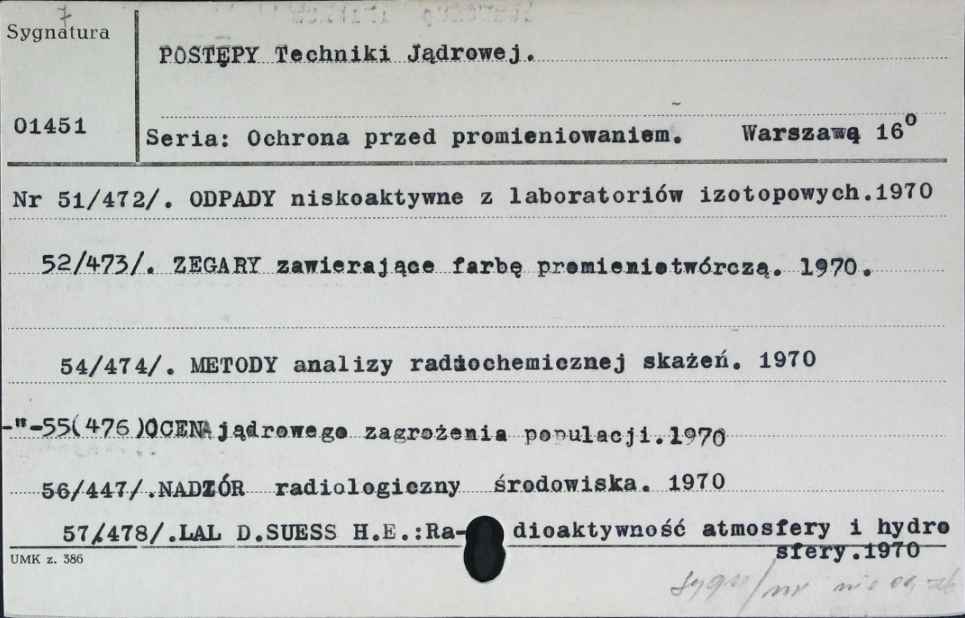 Sygnatura
POSTĘPY Techniki Jądrowej.
01451
Seria: Ochrona przed promieniowaniem. Warszawą 16º
Nr 51/472/. ODPADY niskoaktywne z laboratoriów izotopowych.1970
52/473/. ZEGARY zawierające farbę promieniotwórczą. 1970.
54/474/. METODY analizy radiochemicznej skażeń. 1970
-"-55(476)OCENA jądrowego zagrożenia populacji.1970
56/447/.NADZÓR radiologiczny środowiska. 1970
57/478/.LAL D.SUESS H.E.:Ra- dioaktywność atmosfery i hydro
sfery.1970
UMK z. 386